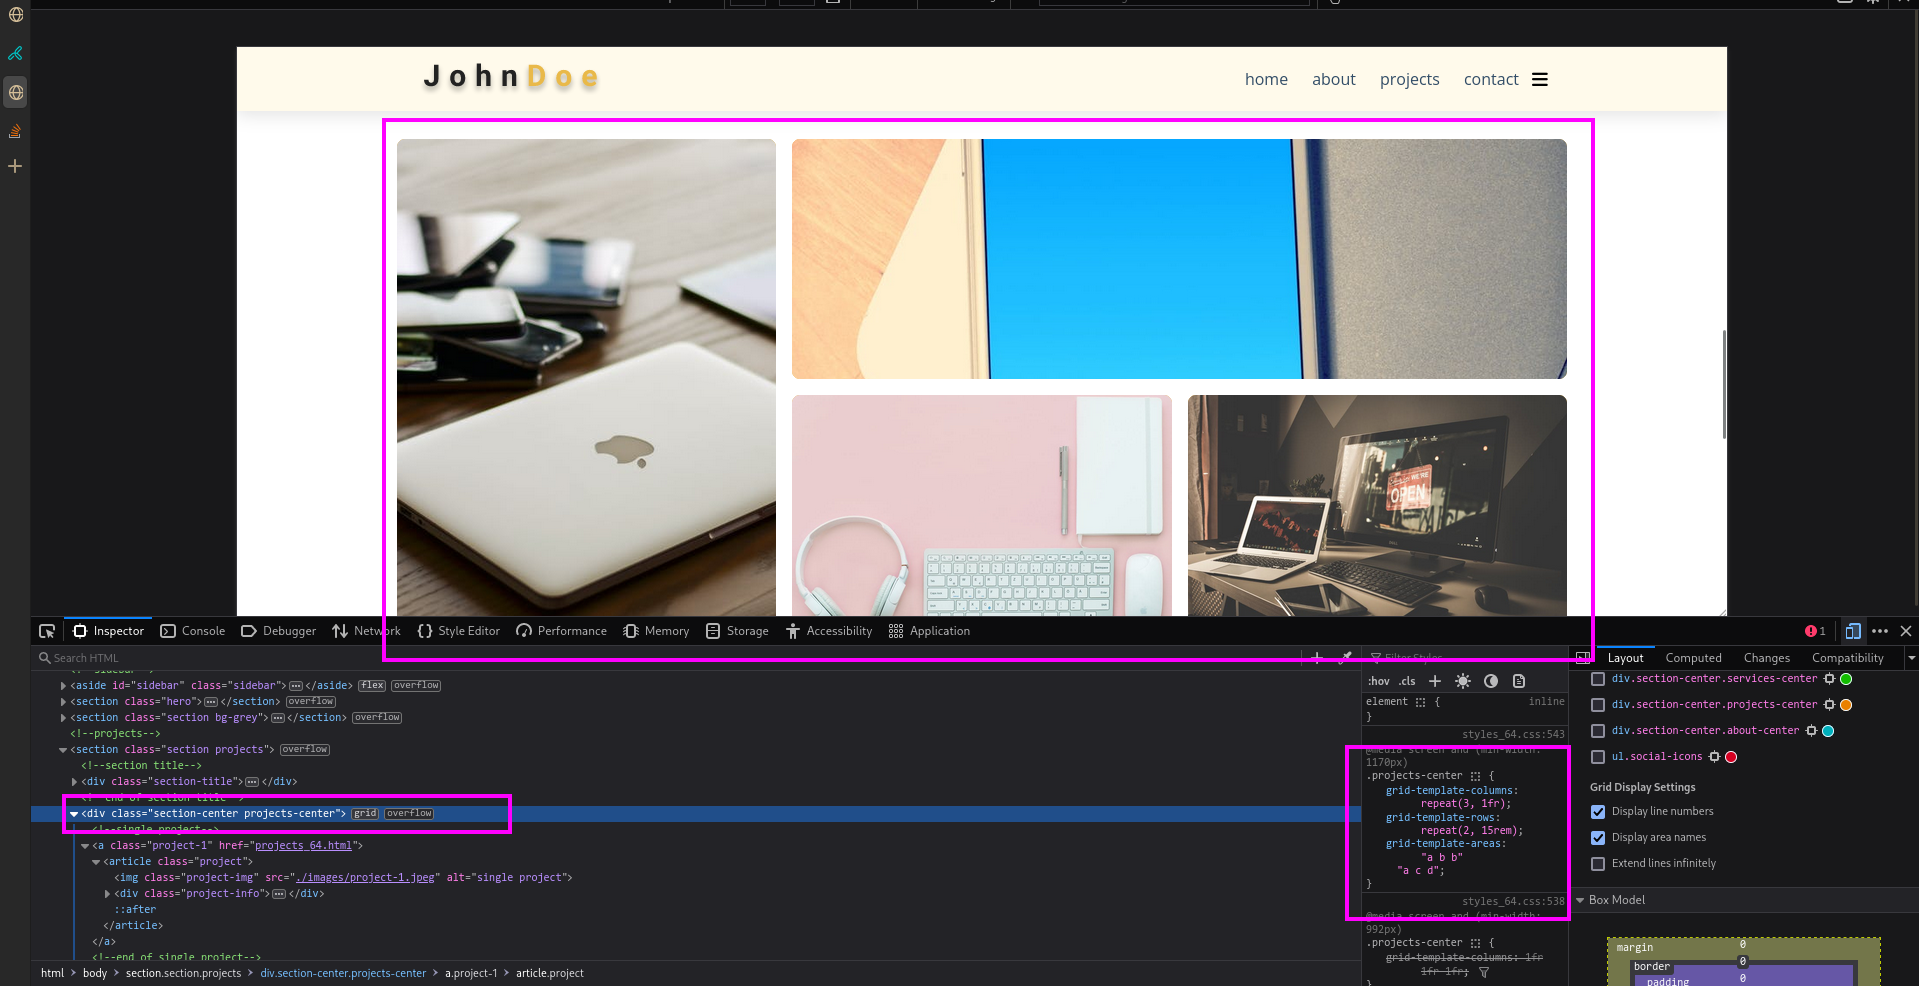 JohnDoe
home about projects contact
WE'RE
OPEN
Inspector Console Debugger Network Style Editor Performance Memory Storage Accessibility Application 1
Search HTML
<aside id="sidebar" class="sidebar"></aside> flex overflow
<section class="hero"></section> overflow
<section class="section bg-grey"></section> overflow
<!--projects-->
<section class="section projects"> overflow
<!--section title-->
<div class="section-title"></div>
<!--end of section title-->
<div class="section-center projects-center"> grid overflow
<!--single project-->
<a class="project-1" href="projects_64.html">
<article class="project">
<img class="project-img" src="./images/project-1.jpeg" alt="single project">
<div class="project-info"></div>
::after
</article>
</a>
<!--end of single project-->
html > body > section.section.projects > div.section-center.projects-center > a.project-1 > article.project
Filter Styles
:hov .cls
element { inline
}
styles_64.css:543
@media screen and (min-width:
1170px)
.projects-center {
grid-template-columns:
repeat(3, 1fr);
grid-template-rows:
repeat(2, 15rem);
grid-template-areas:
"a b b"
"a c d";
}
styles_64.css:538
@media screen and (min-width:
992px)
.projects-center {
grid-template-columns: 1fr
1fr 1fr;
}
Layout Computed Changes Compatibility
div.section-center.services-center
div.section-center.projects-center
div.section-center.about-center
ul.social-icons
Grid Display Settings
Display line numbers
Display area names
Extend lines infinitely
Box Model
margin 0
border 0
padding 0